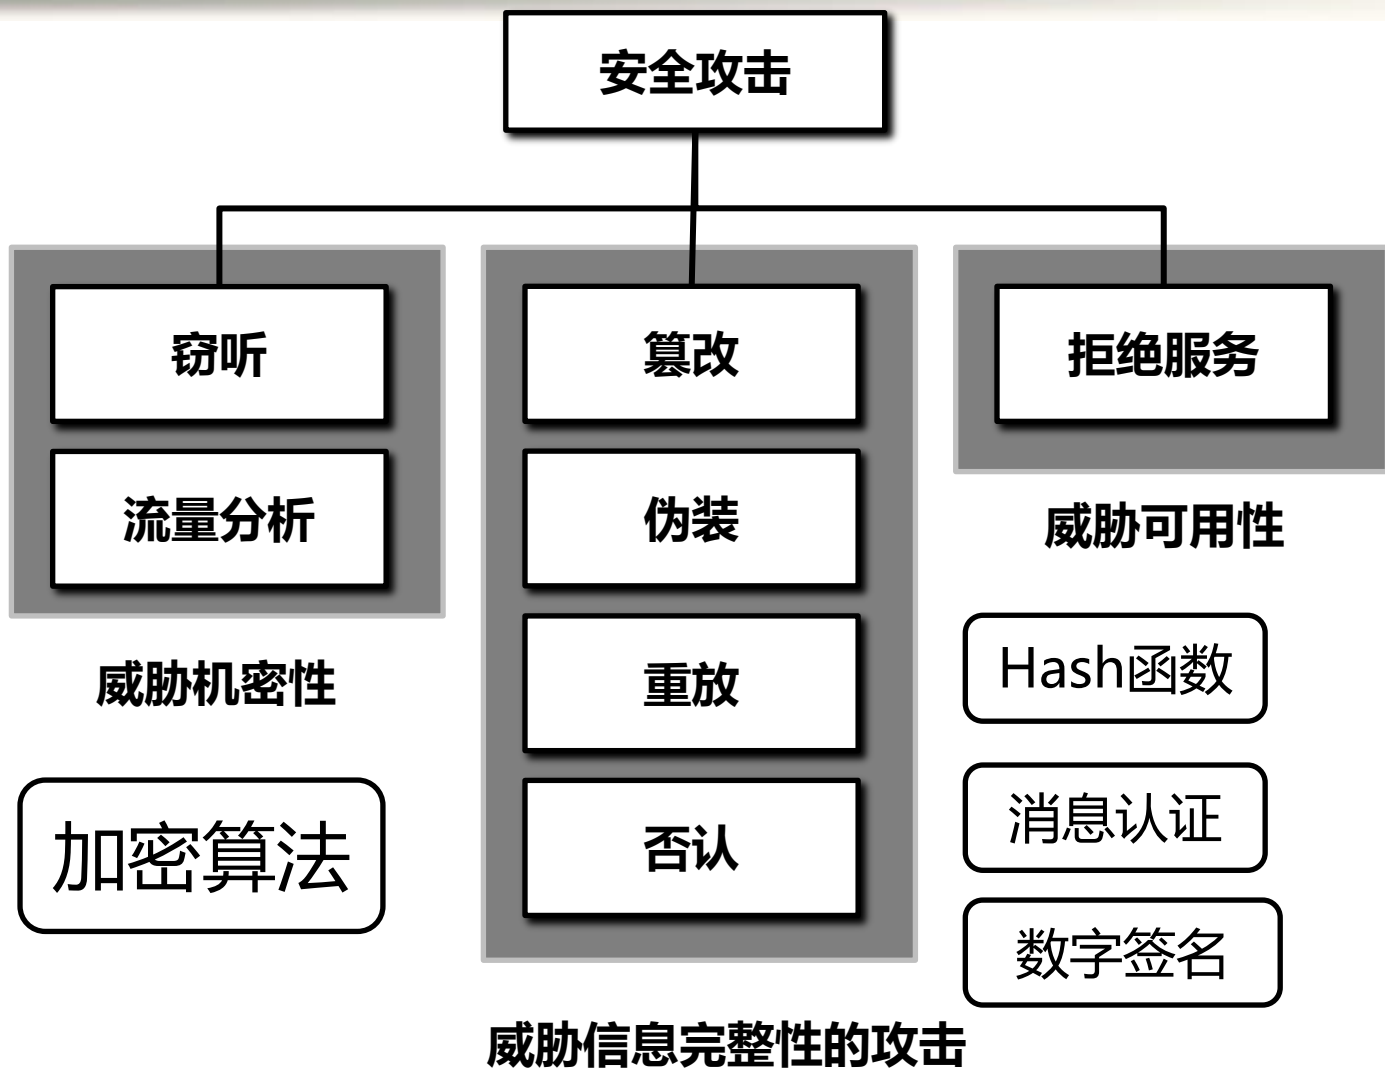 安全攻击
窃听
流量分析
威胁机密性
加密算法
篡改
伪装
重放
否认
威胁信息完整性的攻击
拒绝服务
威胁可用性
Hash函数
消息认证
数字签名